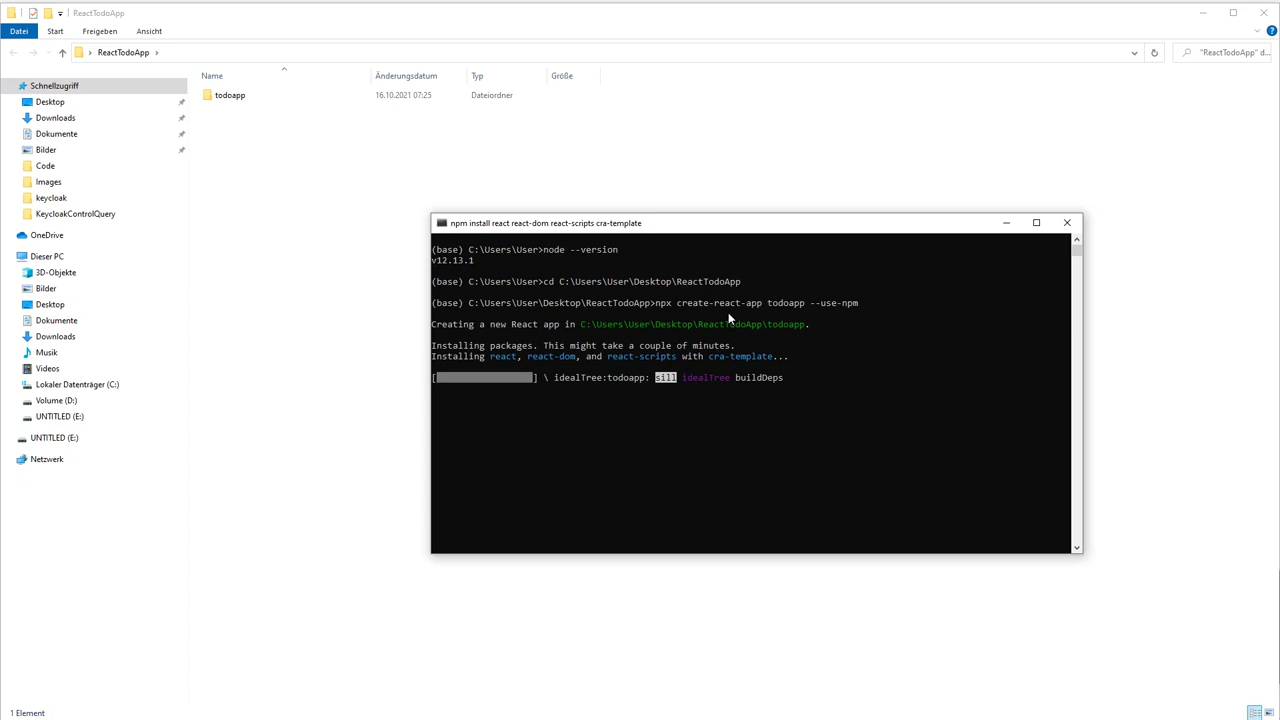 ReactTodoApp
Datei Start Freigeben Ansicht
ReactTodoApp
"ReactTodoApp" d...
Name Änderungsdatum Typ Größe
todoapp 16.10.2021 07:25 Dateiordner
Schnellzugriff
Desktop
Downloads
Dokumente
Bilder
Code
Images
keycloak
KeycloakControlQuery
OneDrive
Dieser PC
3D-Objekte
Bilder
Desktop
Dokumente
Downloads
Musik
Videos
Lokaler Datenträger (C:)
Volume (D:)
UNTITLED (E:)
UNTITLED (E:)
Netzwerk
1 Element
npm install react react-dom react-scripts cra-template
(base) C:\Users\User>node --version
v12.13.1
(base) C:\Users\User>cd C:\Users\User\Desktop\ReactTodoApp
(base) C:\Users\User\Desktop\ReactTodoApp>npx create-react-app todoapp --use-npm
Creating a new React app in C:\Users\User\Desktop\ReactTodoApp\todoapp.
Installing packages. This might take a couple of minutes.
Installing react, react-dom, and react-scripts with cra-template...
[ ] \ idealTree:todoapp: sill idealTree buildDeps